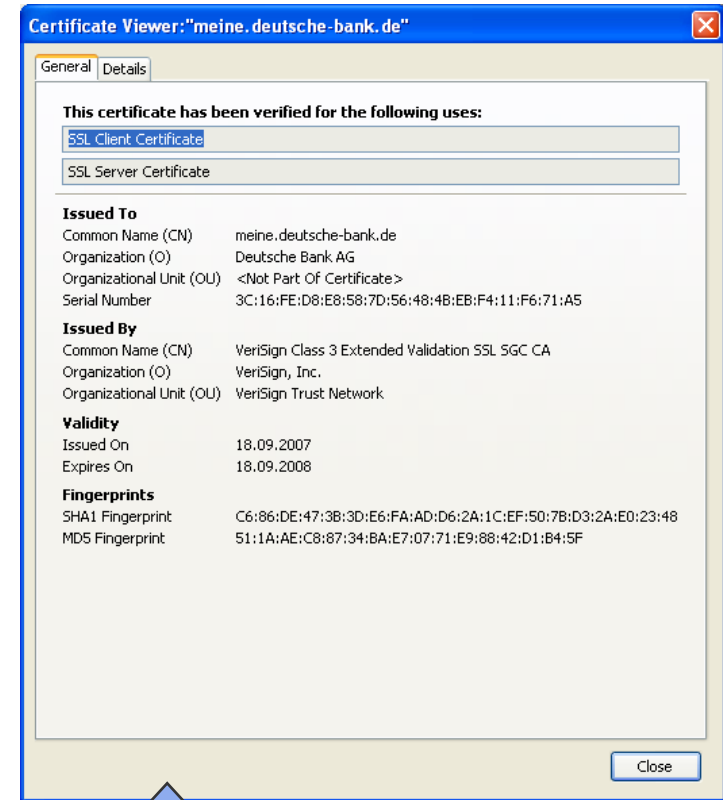 Certificate Viewer:"meine.deutsche-bank.de"
General Details
This certificate has been verified for the following uses:
SSL Client Certificate
SSL Server Certificate
Issued To
Common Name (CN) meine.deutsche-bank.de
Organization (O) Deutsche Bank AG
Organizational Unit (OU) <Not Part Of Certificate>
Serial Number 3C:16:FE:D8:E8:58:7D:56:48:4B:EB:F4:11:F6:71:A5
Issued By
Common Name (CN) VeriSign Class 3 Extended Validation SSL SGC CA
Organization (O) VeriSign, Inc.
Organizational Unit (OU) VeriSign Trust Network
Validity
Issued On 18.09.2007
Expires On 18.09.2008
Fingerprints
SHA1 Fingerprint C6:86:DE:47:3B:3D:E6:FA:AD:D6:2A:1C:EF:50:7B:D3:2A:E0:23:48
MD5 Fingerprint 51:1A:AE:C8:87:34:BA:E7:07:71:E9:88:42:D1:B4:5F
Close